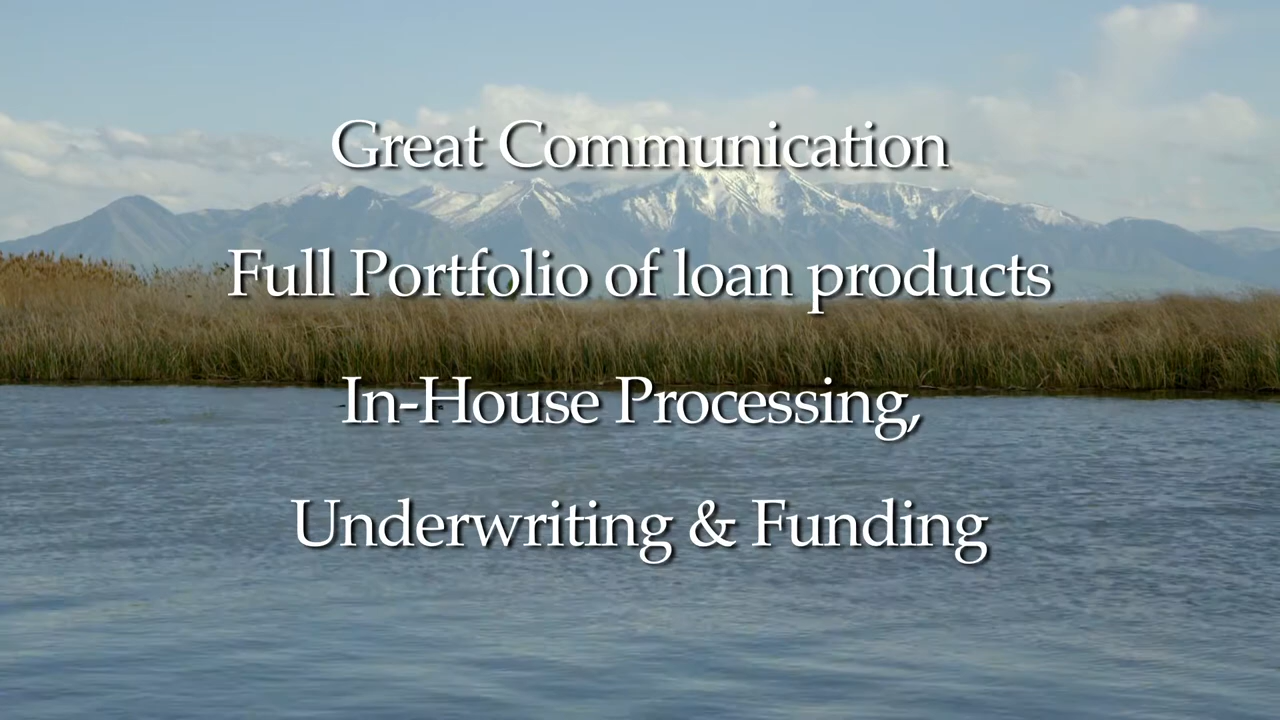 Great Communication
Full Portfolio of loan products
In-House Processing,
Underwriting & Funding